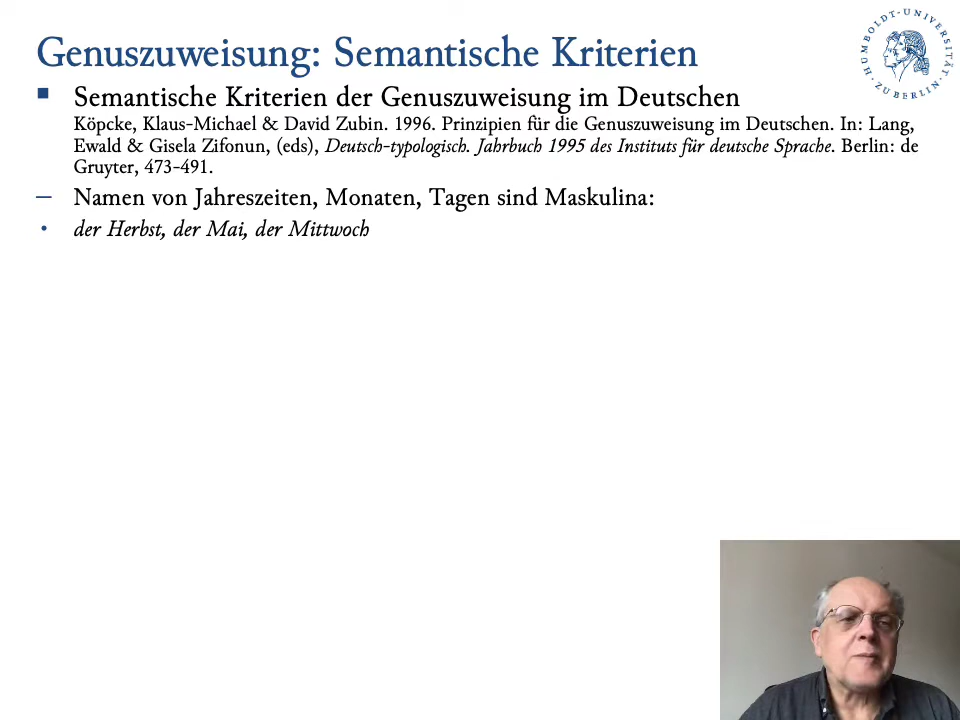 Genuszuweisung: Semantische Kriterien
Semantische Kriterien der Genuszuweisung im Deutschen
Köpcke, Klaus-Michael & David Zubin. 1996. Prinzipien für die Genuszuweisung im Deutschen. In: Lang,
Ewald & Gisela Zifonun, (eds), Deutsch-typologisch. Jahrbuch 1995 des Instituts für deutsche Sprache. Berlin: de
Gruyter, 473-491.
– Namen von Jahreszeiten, Monaten, Tagen sind Maskulina:
• der Herbst, der Mai, der Mittwoch
HUMBOLDT-UNIVERSITÄT
ZU BERLIN